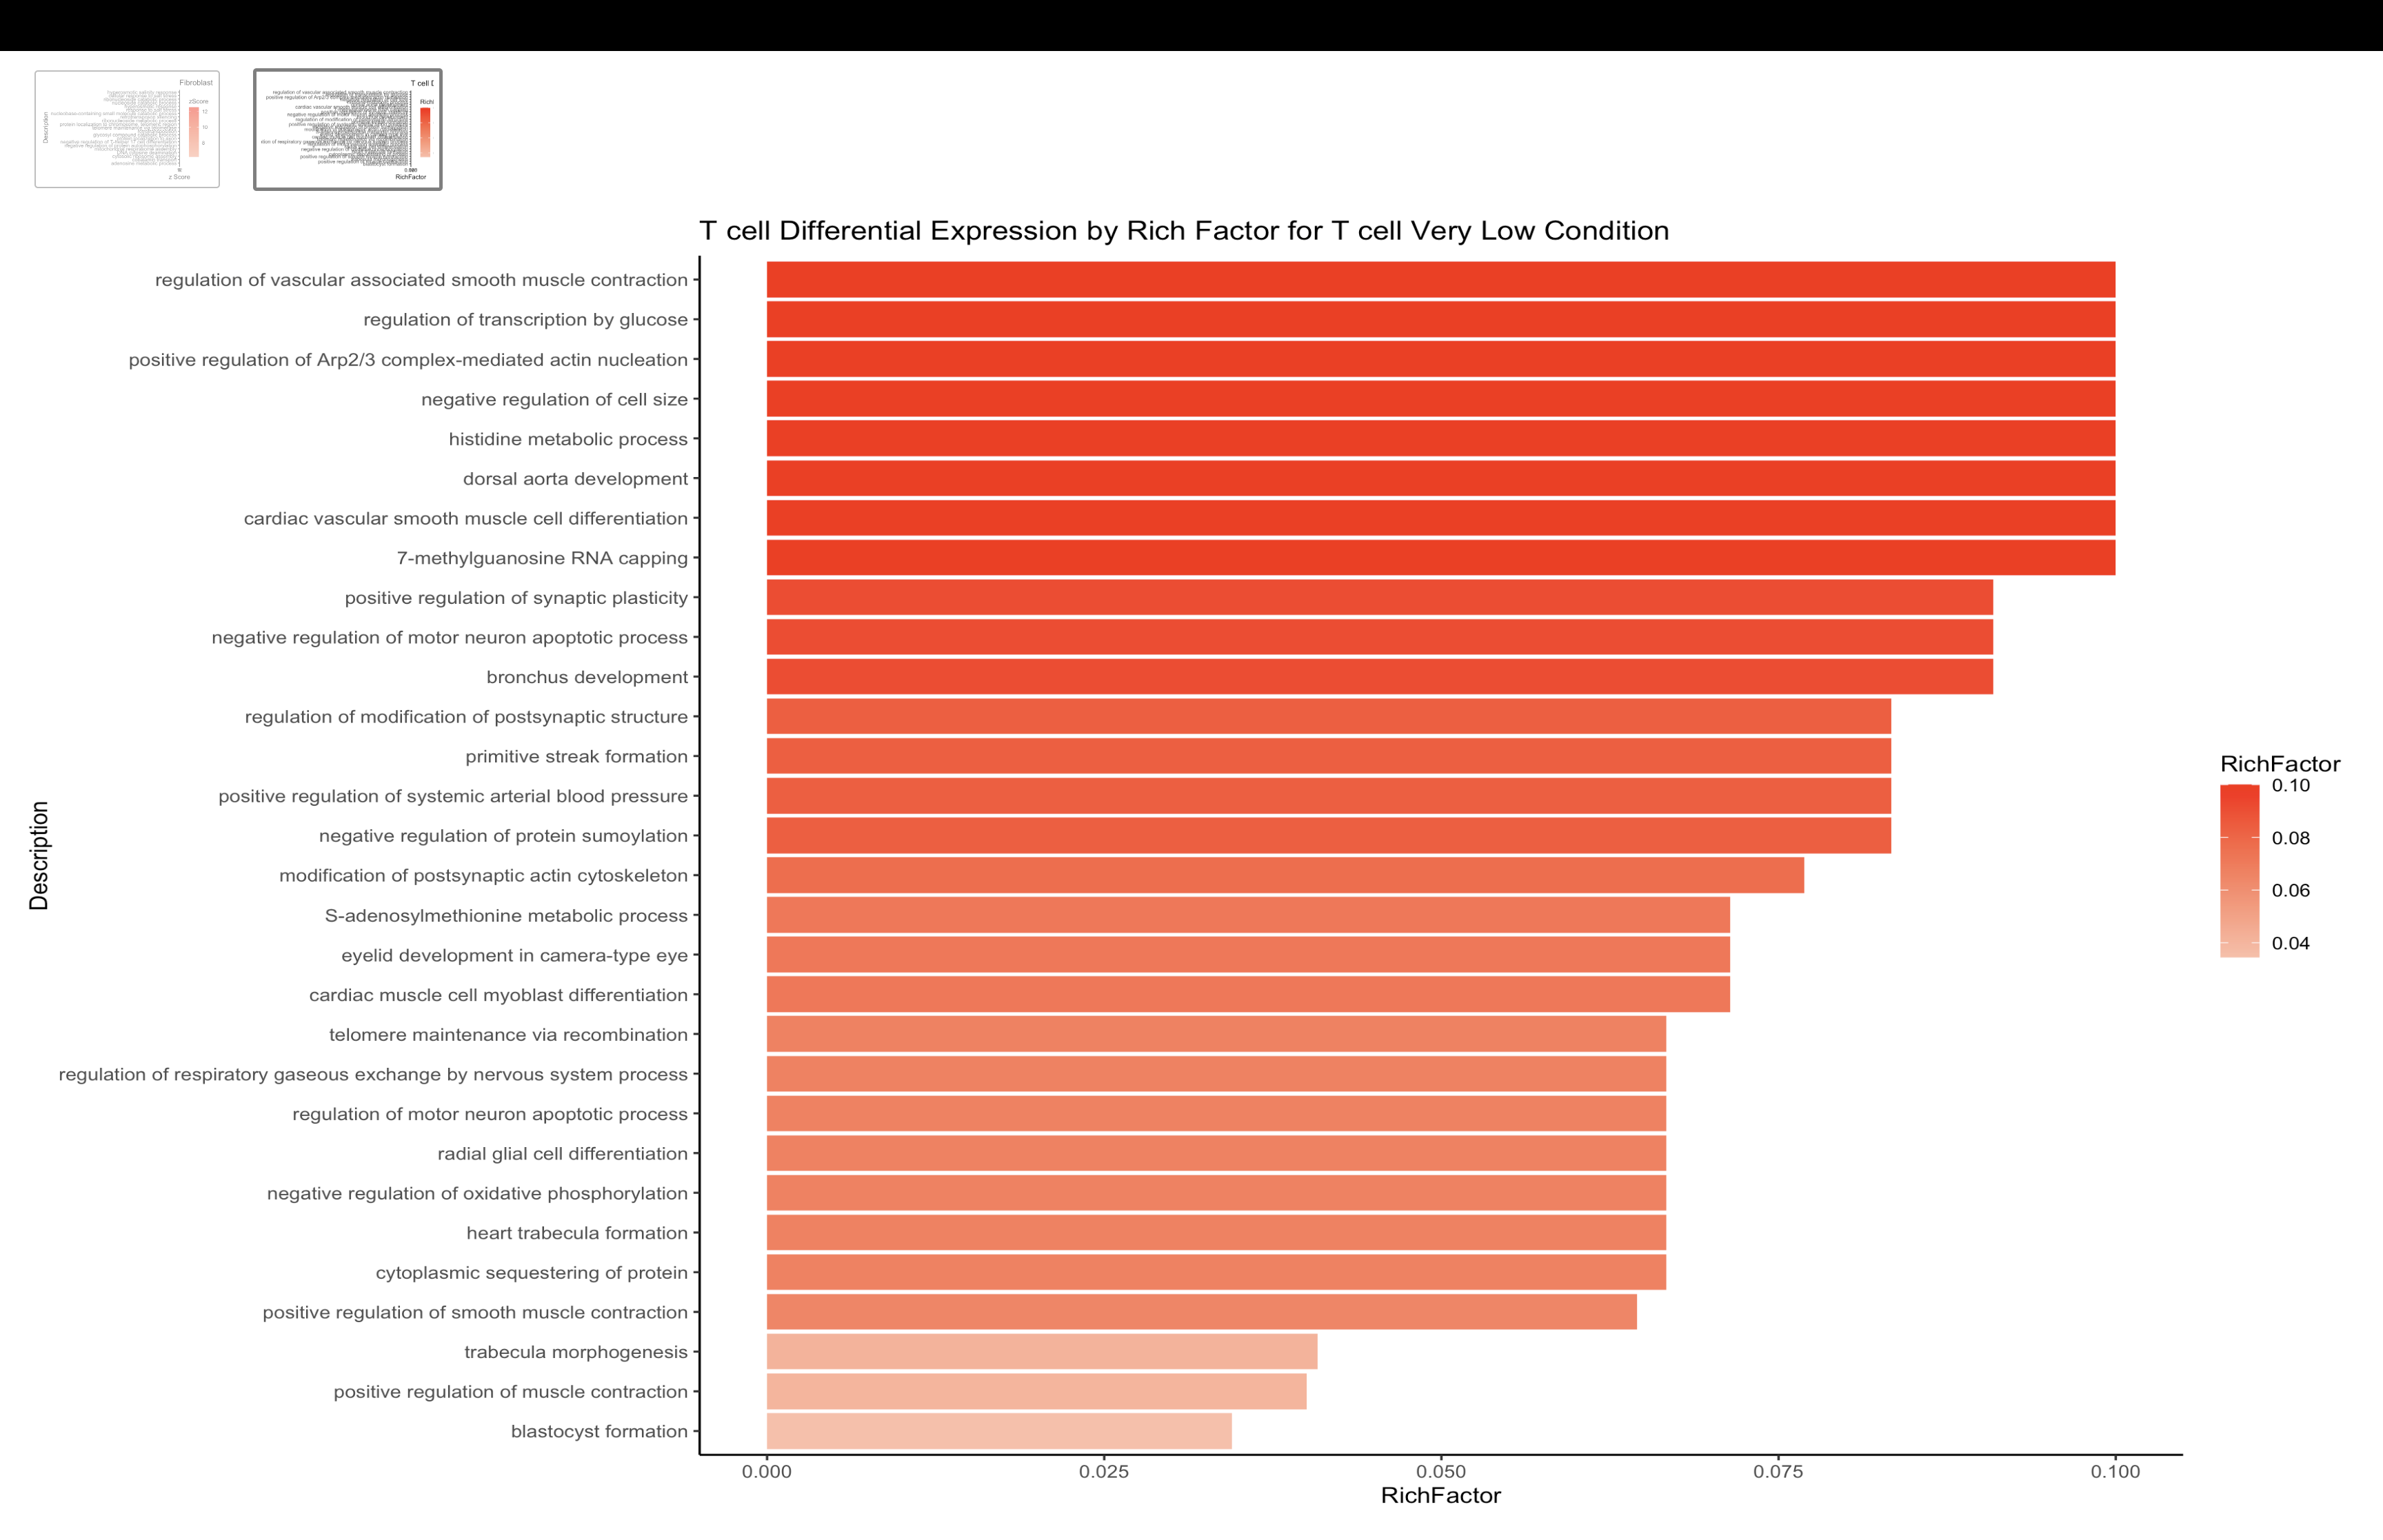 Fibroblast
zScore
12
10
8
Description
z Score
T cell D
Richl
RichFactor
T cell Differential Expression by Rich Factor for T cell Very Low Condition
regulation of vascular associated smooth muscle contraction
regulation of transcription by glucose
positive regulation of Arp2/3 complex-mediated actin nucleation
negative regulation of cell size
histidine metabolic process
dorsal aorta development
cardiac vascular smooth muscle cell differentiation
7-methylguanosine RNA capping
positive regulation of synaptic plasticity
negative regulation of motor neuron apoptotic process
bronchus development
regulation of modification of postsynaptic structure
primitive streak formation
positive regulation of systemic arterial blood pressure
negative regulation of protein sumoylation
modification of postsynaptic actin cytoskeleton
S-adenosylmethionine metabolic process
eyelid development in camera-type eye
cardiac muscle cell myoblast differentiation
telomere maintenance via recombination
regulation of respiratory gaseous exchange by nervous system process
regulation of motor neuron apoptotic process
radial glial cell differentiation
negative regulation of oxidative phosphorylation
heart trabecula formation
cytoplasmic sequestering of protein
positive regulation of smooth muscle contraction
trabecula morphogenesis
positive regulation of muscle contraction
blastocyst formation
Description
0.000 0.025 0.050 0.075 0.100
RichFactor
RichFactor
0.10
0.08
0.06
0.04